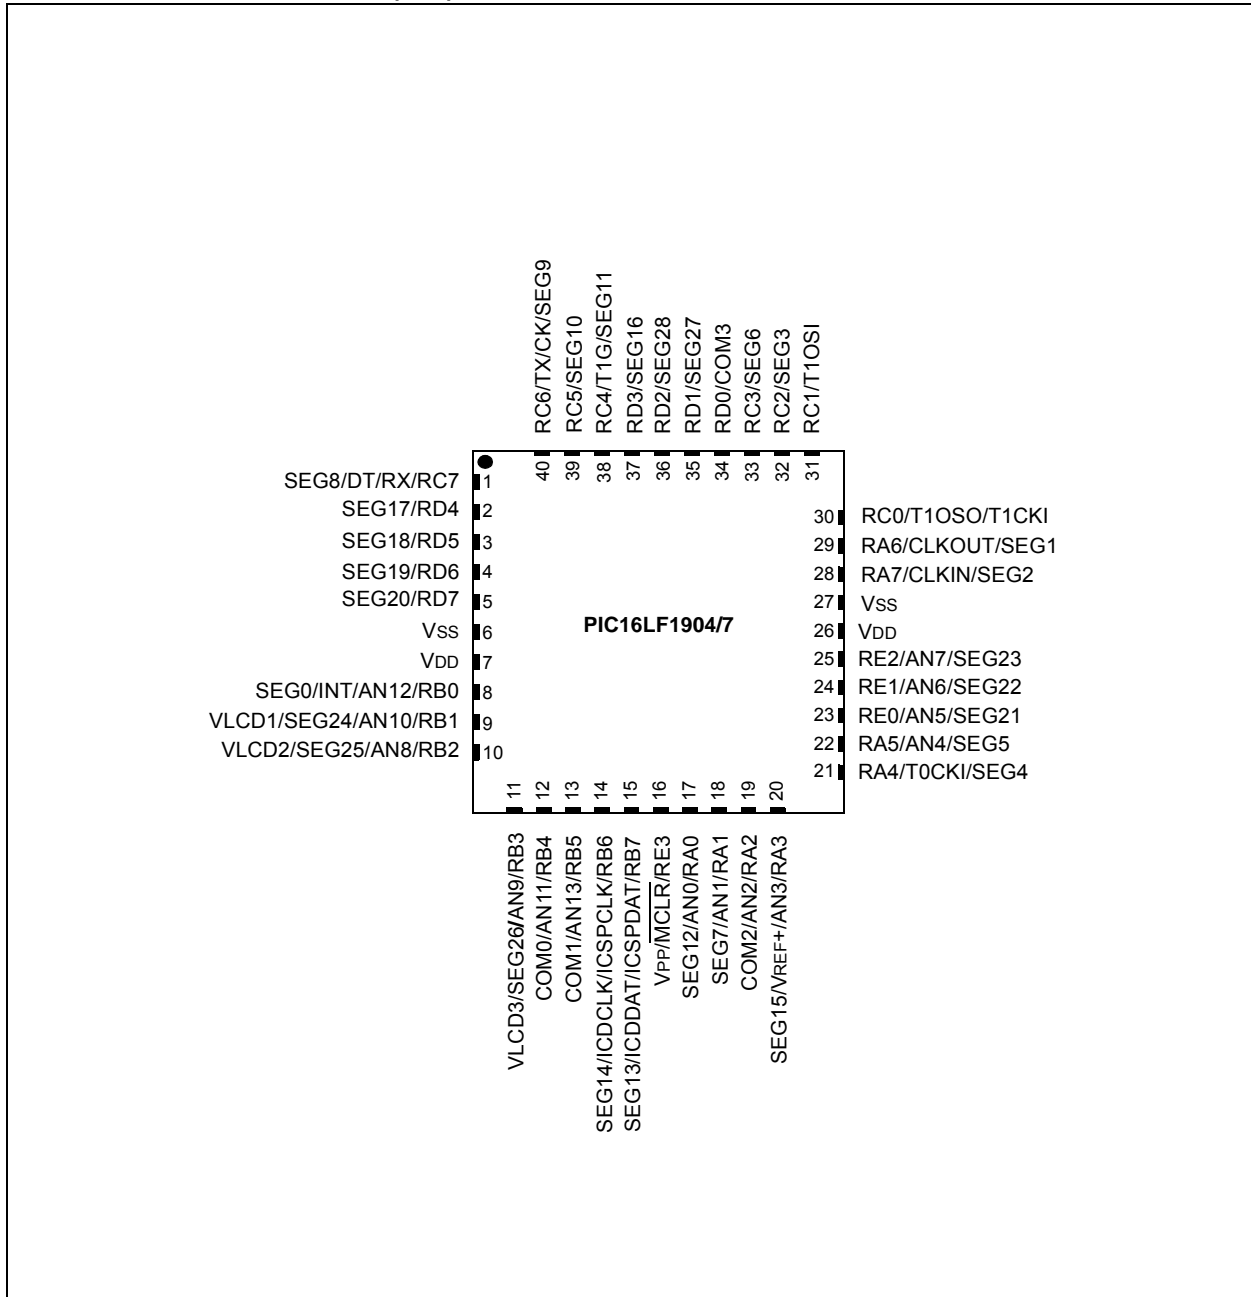 RC6/TX/CK/SEG9
RC5/SEG10
RC4/T1G/SEG11
RD3/SEG16
RD2/SEG28
RD1/SEG27
RD0/COM3
RC3/SEG6
RC2/SEG3
RC1/T1OSI
40
39
38
37
36
35
34
33
32
31
SEG8/DT/RX/RC7 1
SEG17/RD4 2
SEG18/RD5 3
SEG19/RD6 4
SEG20/RD7 5
VSS 6
VDD 7
SEG0/INT/AN12/RB0 8
VLCD1/SEG24/AN10/RB1 9
VLCD2/SEG25/AN8/RB2 10
PIC16LF1904/7
30 RC0/T1OSO/T1CKI
29 RA6/CLKOUT/SEG1
28 RA7/CLKIN/SEG2
27 VSS
26 VDD
25 RE2/AN7/SEG23
24 RE1/AN6/SEG22
23 RE0/AN5/SEG21
22 RA5/AN4/SEG5
21 RA4/T0CKI/SEG4
11
12
13
14
15
16
17
18
19
20
VLCD3/SEG26/AN9/RB3
COM0/AN11/RB4
COM1/AN13/RB5
SEG14/ICDCLK/ICSPCLK/RB6
SEG13/ICDDAT/ICSPDAT/RB7
VPP/MCLR/RE3
SEG12/AN0/RA0
SEG7/AN1/RA1
COM2/AN2/RA2
SEG15/VREF+/AN3/RA3